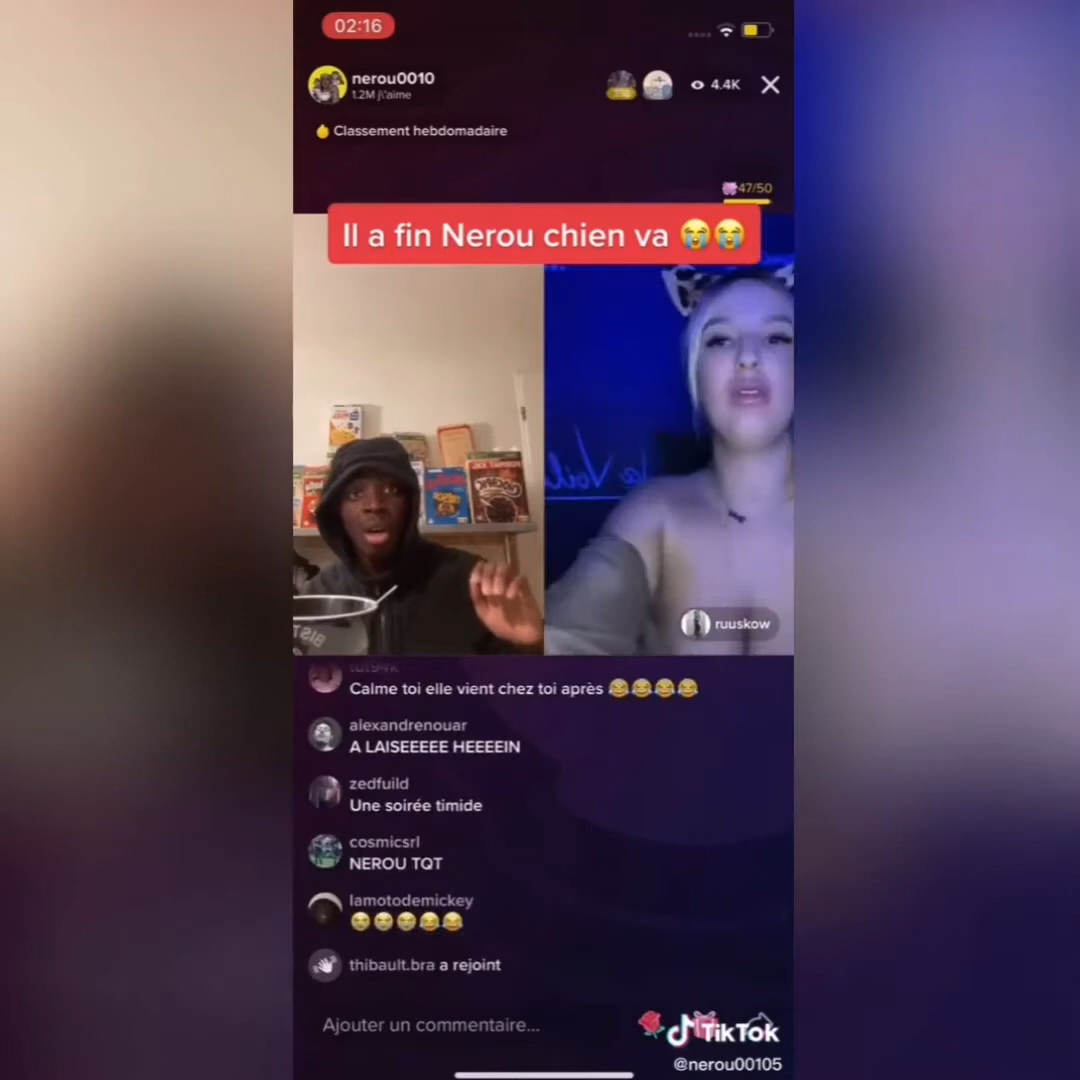 02:16
nerou0010
1.2M j\'aime
4.4K
Classement hebdomadaire
47/50
Il a fin Nerou chien va 😭😭
ruuskow
Calme toi elle vient chez toi après 😂😂😂😂
alexandrenouar
A LAISEEEEE HEEEEIN
zedfuild
Une soirée timide
cosmicsrl
NEROU TQT
lamotodemickey
😭😭😭😂😂
thibault.bra a rejoint
Ajouter un commentaire...
TikTok
@nerou00105